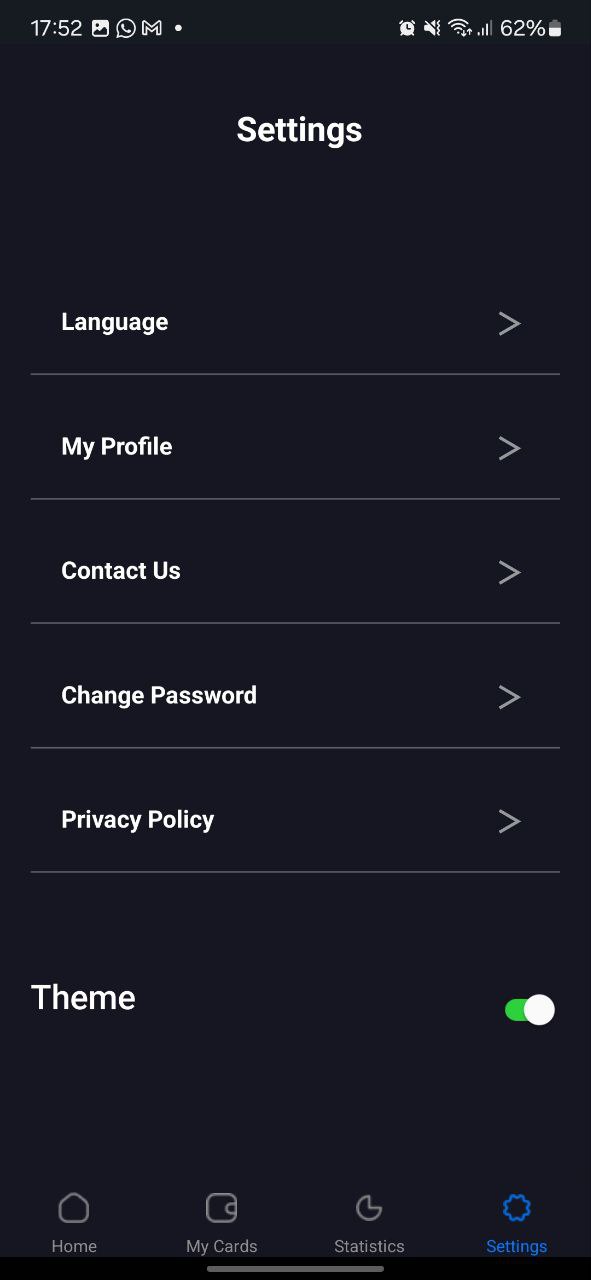 17:52 62%
Settings
Language
My Profile
Contact Us
Change Password
Privacy Policy
Theme
Home My Cards Statistics Settings